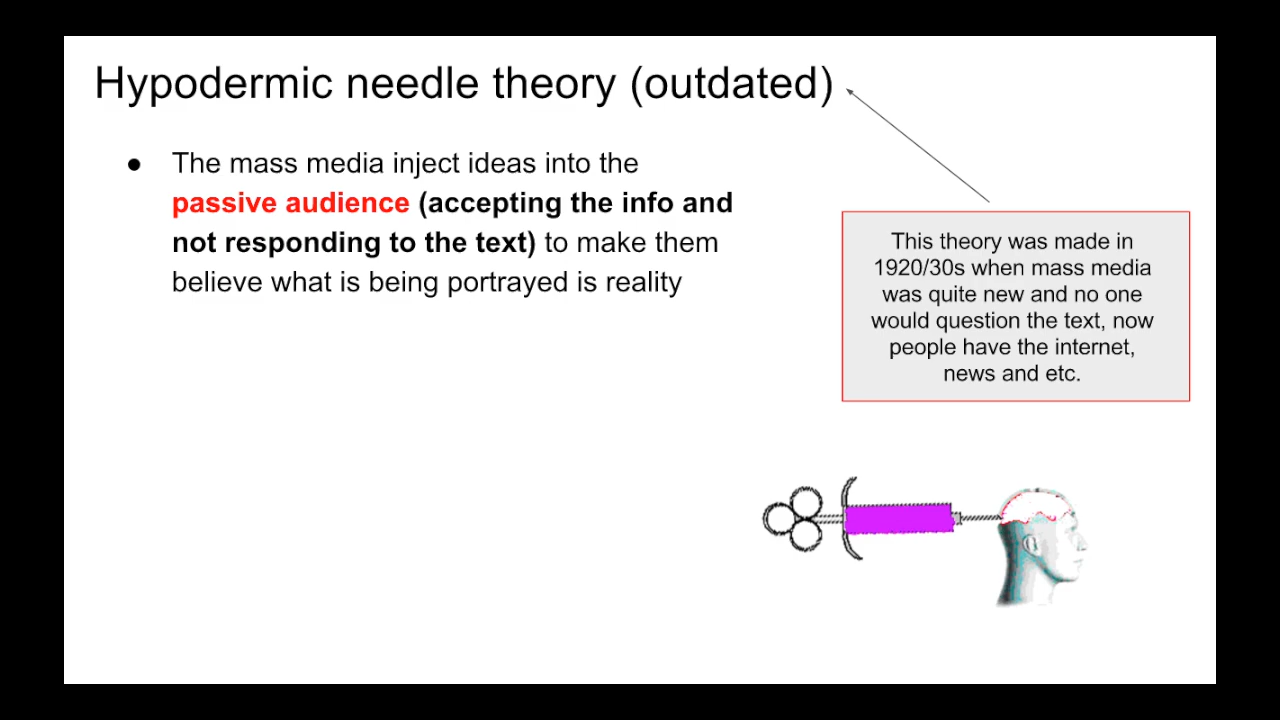 Hypodermic needle theory (outdated)
● The mass media inject ideas into the
passive audience (accepting the info and
not responding to the text) to make them
believe what is being portrayed is reality
This theory was made in
1920/30s when mass media
was quite new and no one
would question the text, now
people have the internet,
news and etc.